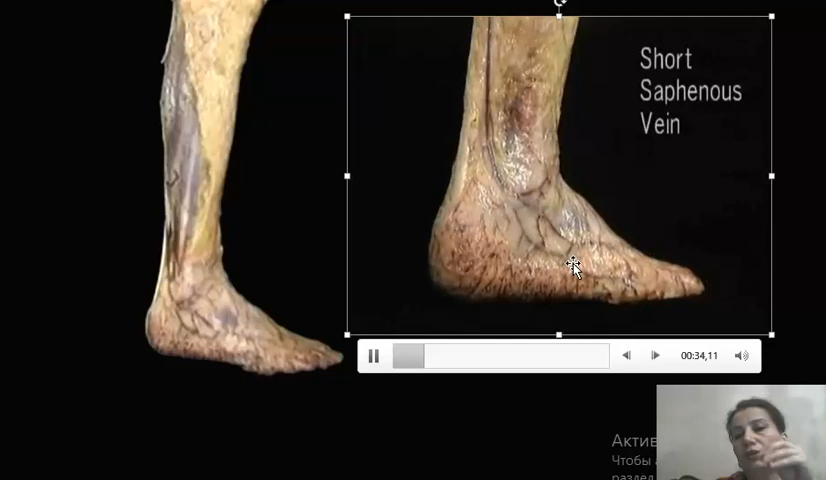 Short
Saphenous
Vein
00:34,11
Актив
Чтобы
раздел